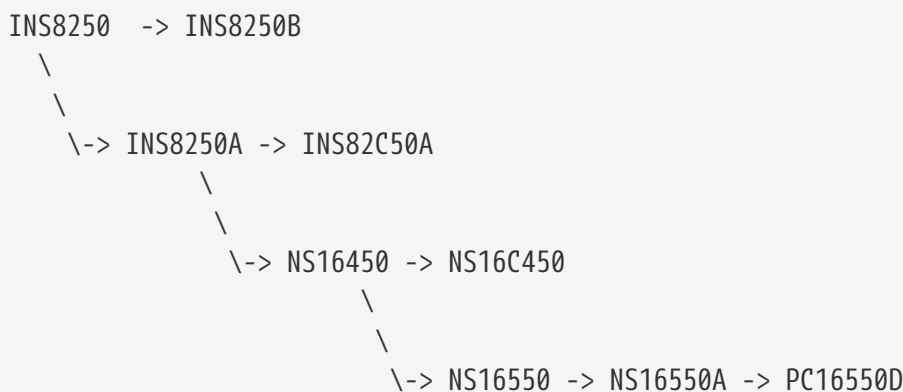 INS8250  -> INS8250B
  \
   \
    \-> INS8250A -> INS82C50A
             \
              \
               \-> NS16450 -> NS16C450
                        \
                         \
                          \-> NS16550 -> NS16550A -> PC16550D